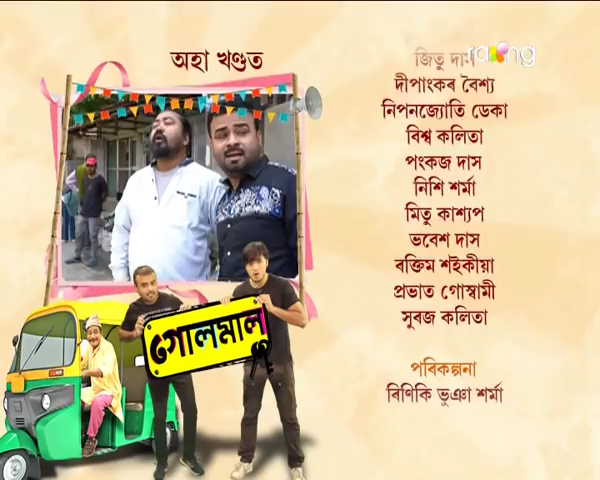 অহা খণ্ডত
গোলমাল
জিতু দাস
rang
দীপাংকৰ বৈশ্য
নিপনজ্যোতি ডেকা
বিশ্ব কলিতা
পংকজ দাস
নিশি শৰ্মা
মিতু কাশ্যপ
ভবেশ দাস
ৰক্তিম শইকীয়া
প্ৰভাত গোস্বামী
সুৰজ কলিতা
পৰিকল্পনা
ৰিণিকি ভূঞা শৰ্মা